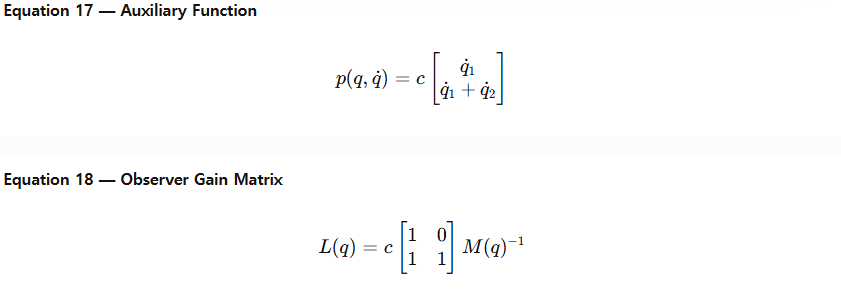 Equation 17 — Auxiliary Function
p(q, q̇) = c [ q̇₁ ; q̇₁ + q̇₂ ]
Equation 18 — Observer Gain Matrix
L(q) = c [ 1 0 ; 1 1 ] M(q)⁻¹